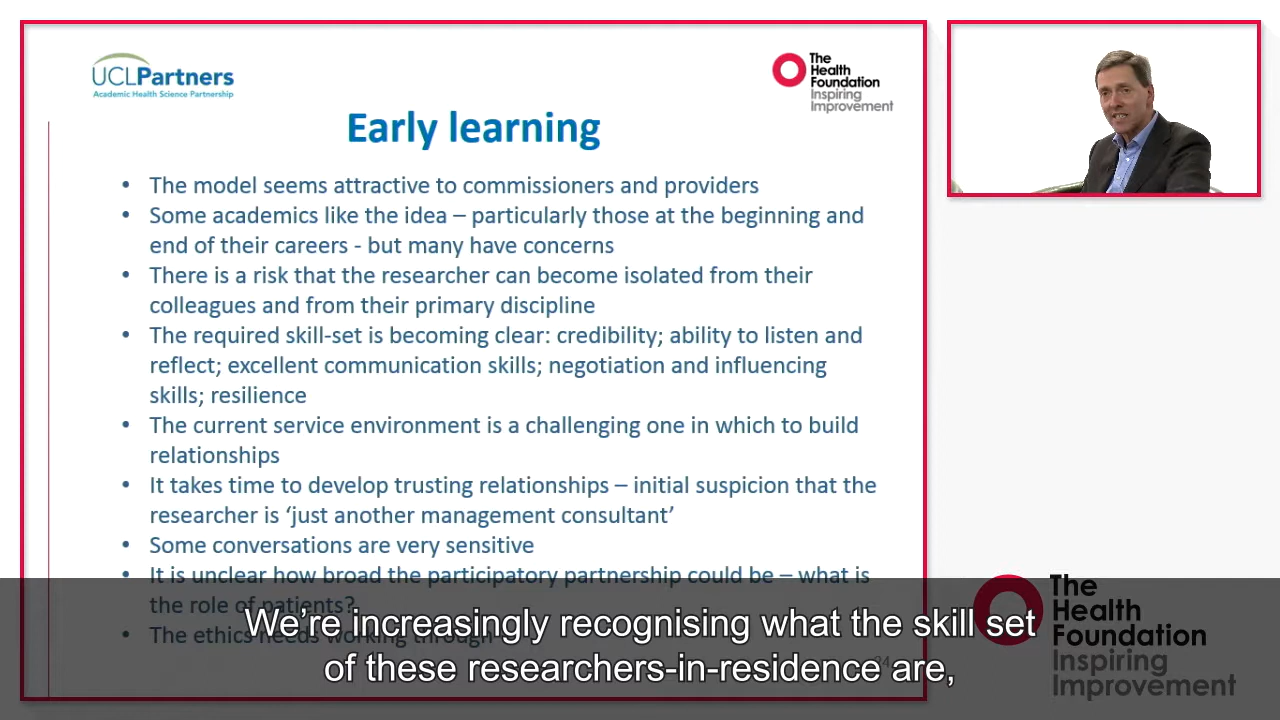 UCLPartners
Academic Health Science Partnership
The
Health
Foundation
Inspiring
Improvement
Early learning
• The model seems attractive to commissioners and providers
• Some academics like the idea – particularly those at the beginning and
end of their careers - but many have concerns
• There is a risk that the researcher can become isolated from their
colleagues and from their primary discipline
• The required skill-set is becoming clear: credibility; ability to listen and
reflect; excellent communication skills; negotiation and influencing
skills; resilience
• The current service environment is a challenging one in which to build
relationships
• It takes time to develop trusting relationships – initial suspicion that the
researcher is ‘just another management consultant’
• Some conversations are very sensitive
• It is unclear how broad the participatory partnership could be – what is
the role of patients?
• The ethics needs working through
We’re increasingly recognising what the skill set
of these researchers-in-residence are,
The
Health
Foundation
Inspiring
Improvement